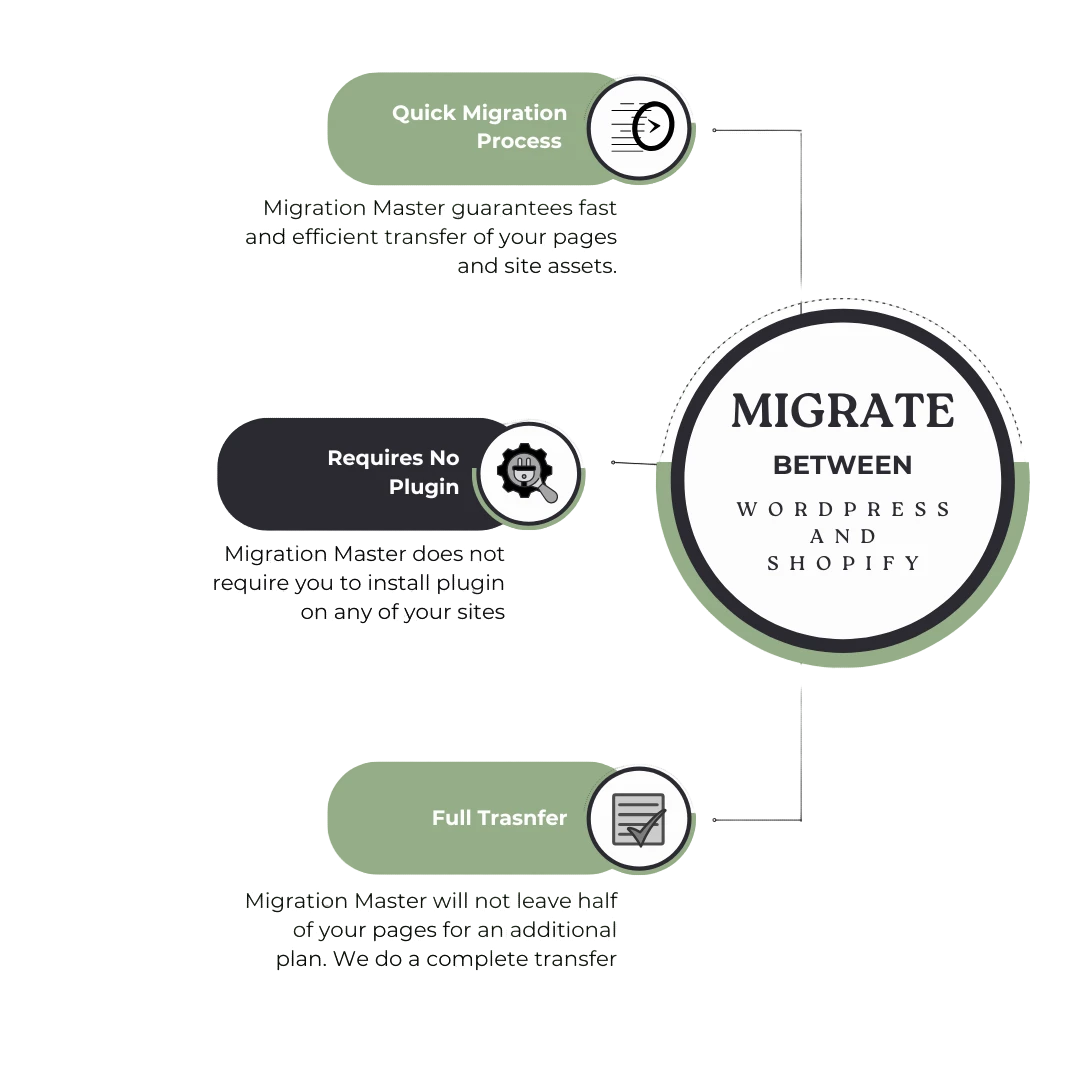 Quick Migration
Process
Migration Master guarantees fast
and efficient transfer of your pages
and site assets.
MIGRATE
BETWEEN
WORDPRESS
AND
SHOPIFY
Requires No
Plugin
Migration Master does not
require you to install plugin
on any of your sites
Full Trasnfer
Migration Master will not leave half
of your pages for an additional
plan. We do a complete transfer